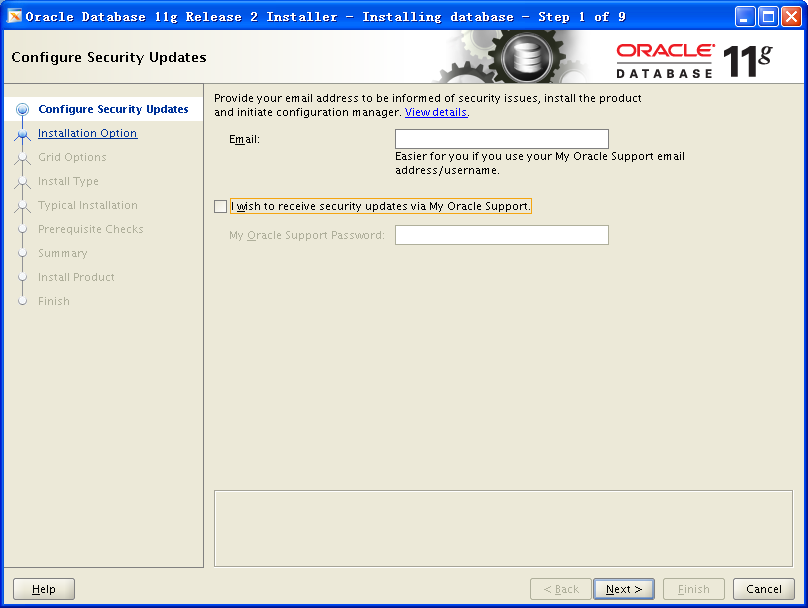 Oracle Database 11g Release 2 Installer - Installing database - Step 1 of 9
Configure Security Updates
ORACLE
DATABASE
11g
Configure Security Updates
Installation Option
Grid Options
Install Type
Typical Installation
Prerequisite Checks
Summary
Install Product
Finish
Provide your email address to be informed of security issues, install the product
and initiate configuration manager. View details.
Email:
Easier for you if you use your My Oracle Support email
address/username.
I wish to receive security updates via My Oracle Support.
My Oracle Support Password:
Help
< Back
Next >
Finish
Cancel